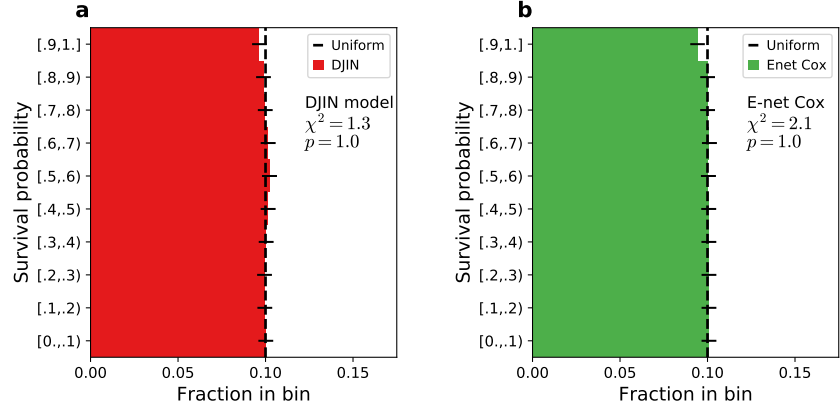 a
Survival probability
[.9,1.]
[.8,.9)
[.7,.8)
[.6,.7)
[.5,.6)
[.4,.5)
[.3,.4)
[.2,.3)
[.1,.2)
[0.,.1)
0.00 0.05 0.10 0.15
Fraction in bin
Uniform
DJIN
DJIN model
χ² = 1.3
p = 1.0
b
Survival probability
[.9,1.]
[.8,.9)
[.7,.8)
[.6,.7)
[.5,.6)
[.4,.5)
[.3,.4)
[.2,.3)
[.1,.2)
[0.,.1)
0.00 0.05 0.10 0.15
Fraction in bin
Uniform
Enet Cox
E-net Cox
χ² = 2.1
p = 1.0